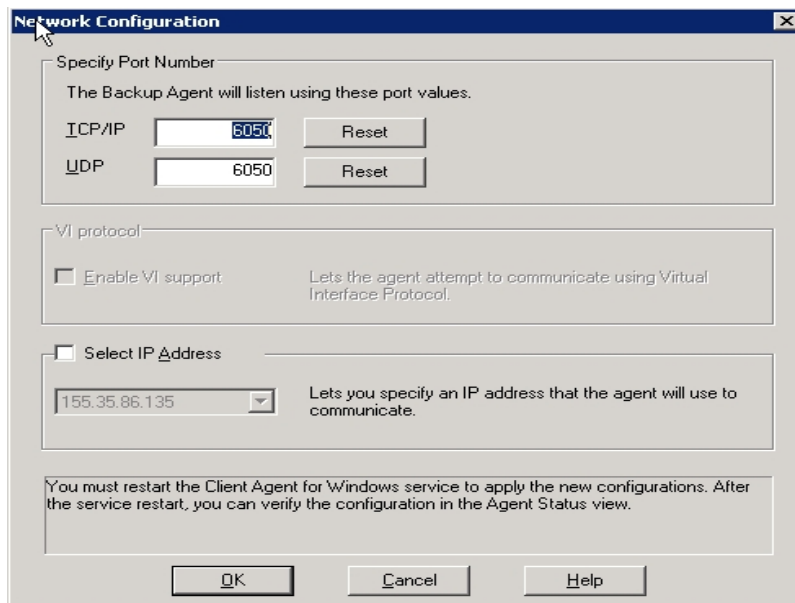 Network Configuration
Specify Port Number
The Backup Agent will listen using these port values.
TCP/IP 6050 Reset
UDP 6050 Reset
VI protocol
Enable VI support Lets the agent attempt to communicate using Virtual
Interface Protocol.
Select IP Address
155.35.86.135 Lets you specify an IP address that the agent will use to
communicate.
You must restart the Client Agent for Windows service to apply the new configurations. After
the service restart, you can verify the configuration in the Agent Status view.
OK Cancel Help